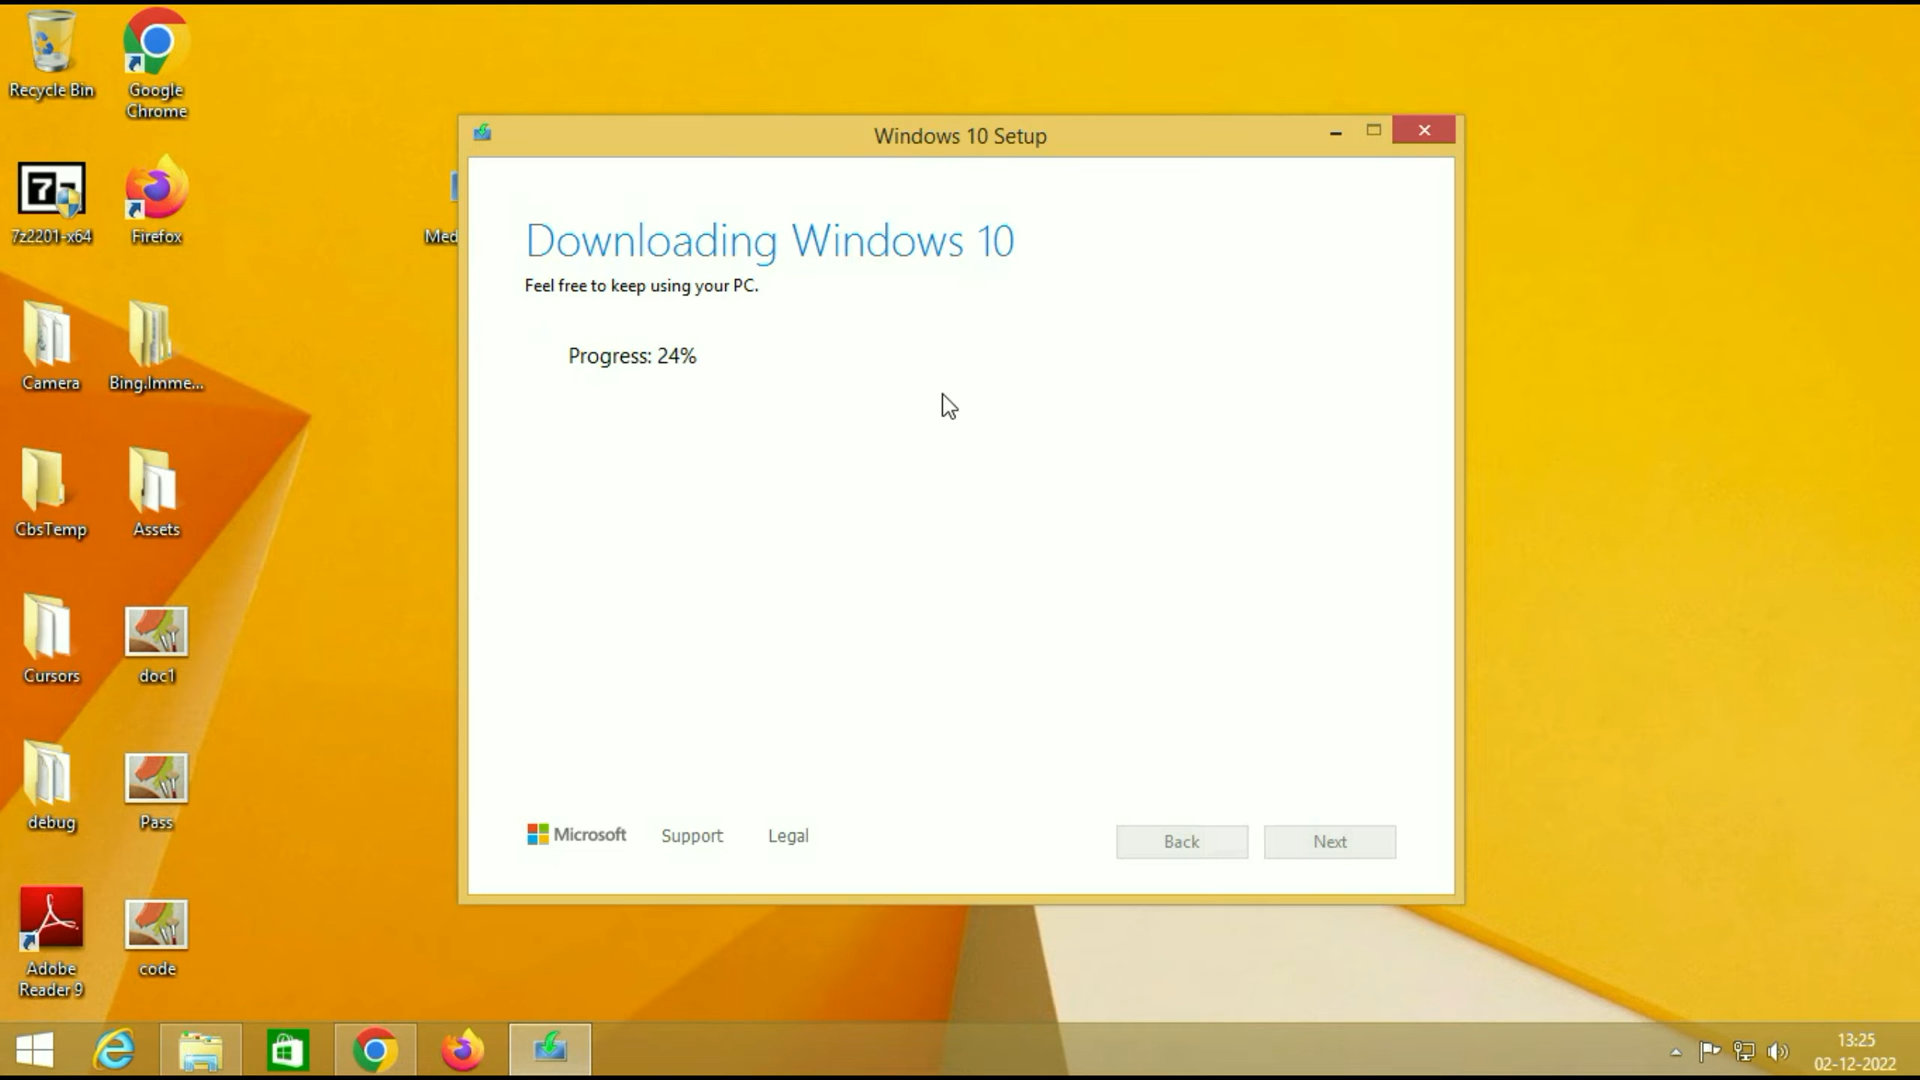 Recycle Bin
Google
Chrome
7z2201-x64
Firefox
Med
Camera
Bing.Imme...
CbsTemp
Assets
Cursors
doc1
debug
Pass
Adobe
Reader 9
code
Windows 10 Setup
Downloading Windows 10
Feel free to keep using your PC.
Progress: 24%
Microsoft
Support
Legal
Back
Next
13:25
02-12-2022